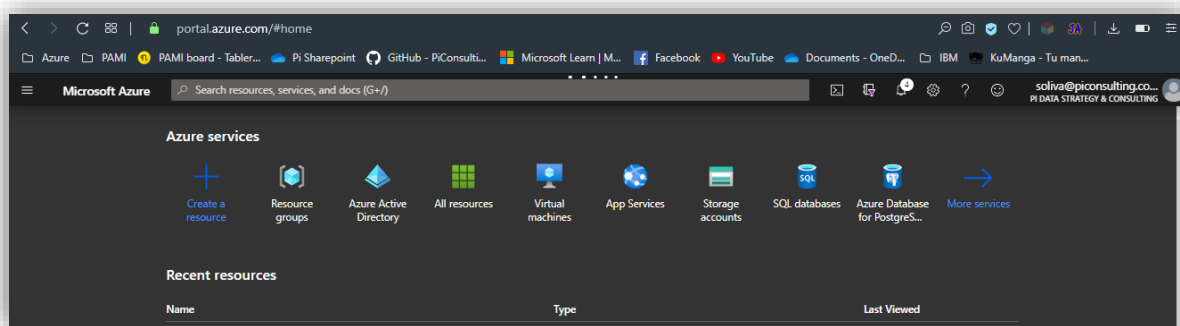 portal.azure.com/#home
Azure PAMI PAMI board - Tabler... Pi Sharepoint GitHub - PiConsulti... Microsoft Learn | M... Facebook YouTube Documents - OneD... IBM KuManga - Tu man...
Microsoft Azure Search resources, services, and docs (G+/) 4 soliva@piconsulting.co...
PI DATA STRATEGY & CONSULTING
Azure services
Create a resource
Resource groups
Azure Active Directory
All resources
Virtual machines
App Services
Storage accounts
SQL
SQL databases
Azure Database for PostgreS...
More services
Recent resources
Name Type Last Viewed